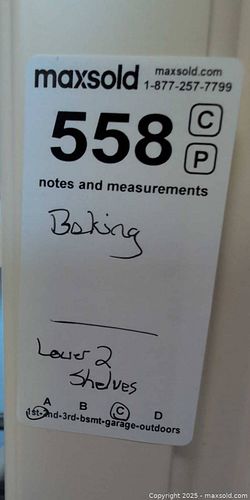 maxsold maxsold.com
1-877-257-7799
558 C
P
notes and measurements
Baking
Lower 2
Shelves
A B C D
1st-2nd-3rd-bsmt-garage-outdoors
Copyright 2025 - maxsold.com